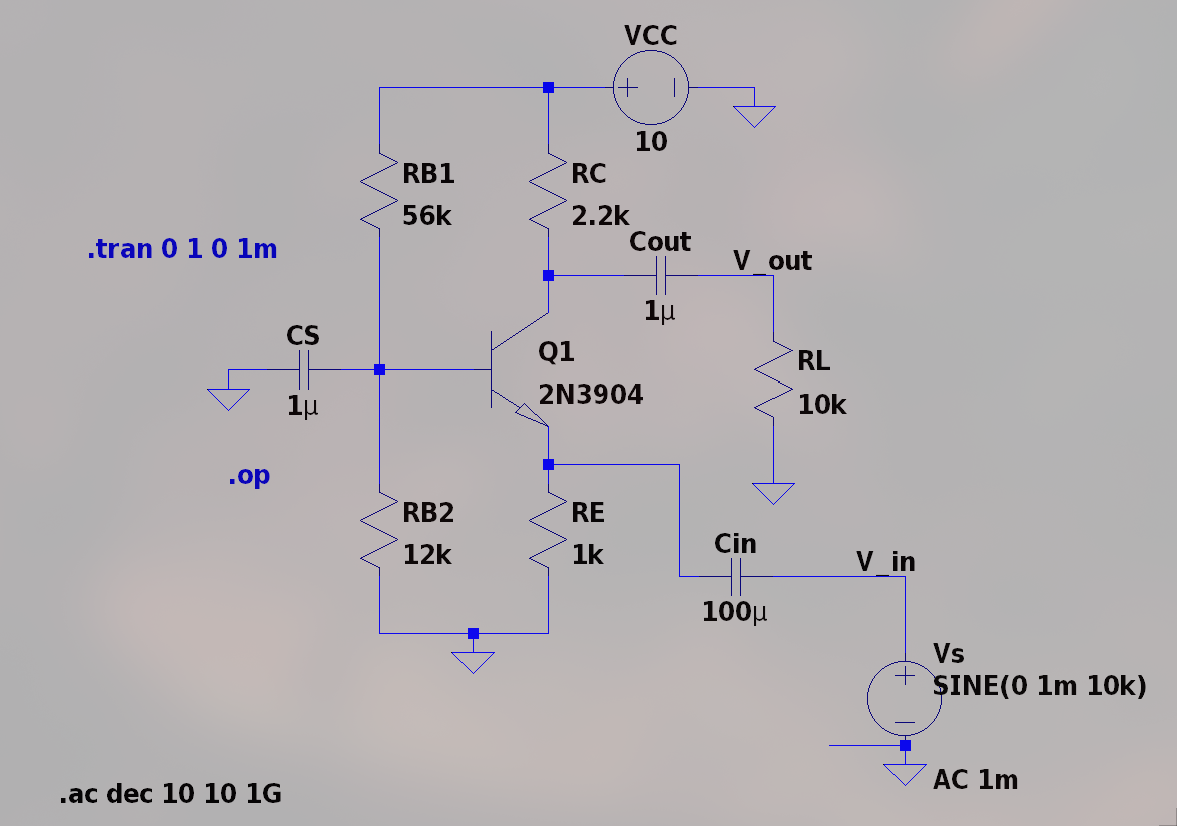 VCC
10
RB1
56k
RC
2.2k
.tran 0 1 0 1m
Cout
1µ
V_out
CS
1µ
Q1
2N3904
RL
10k
.op
RB2
12k
RE
1k
Cin
100µ
V_in
Vs
SINE(0 1m 10k)
AC 1m
.ac dec 10 10 1G